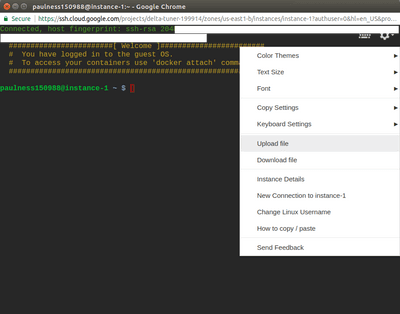 paulness150988@instance-1:~ - Google Chrome
Secure https://ssh.cloud.google.com/projects/delta-tuner-199914/zones/us-east1-b/instances/instance-1?authuser=0&hl=en_US&pro...
Connected, host fingerprint: ssh-rsa 204
########################[ Welcome ]########################
# You have logged in to the guest OS.
# To access your containers use 'docker attach' comm
paulness150988@instance-1 ~ $
Color Themes
Text Size
Font
Copy Settings
Keyboard Settings
Upload file
Download file
Instance Details
New Connection to instance-1
Change Linux Username
How to copy / paste
Send Feedback